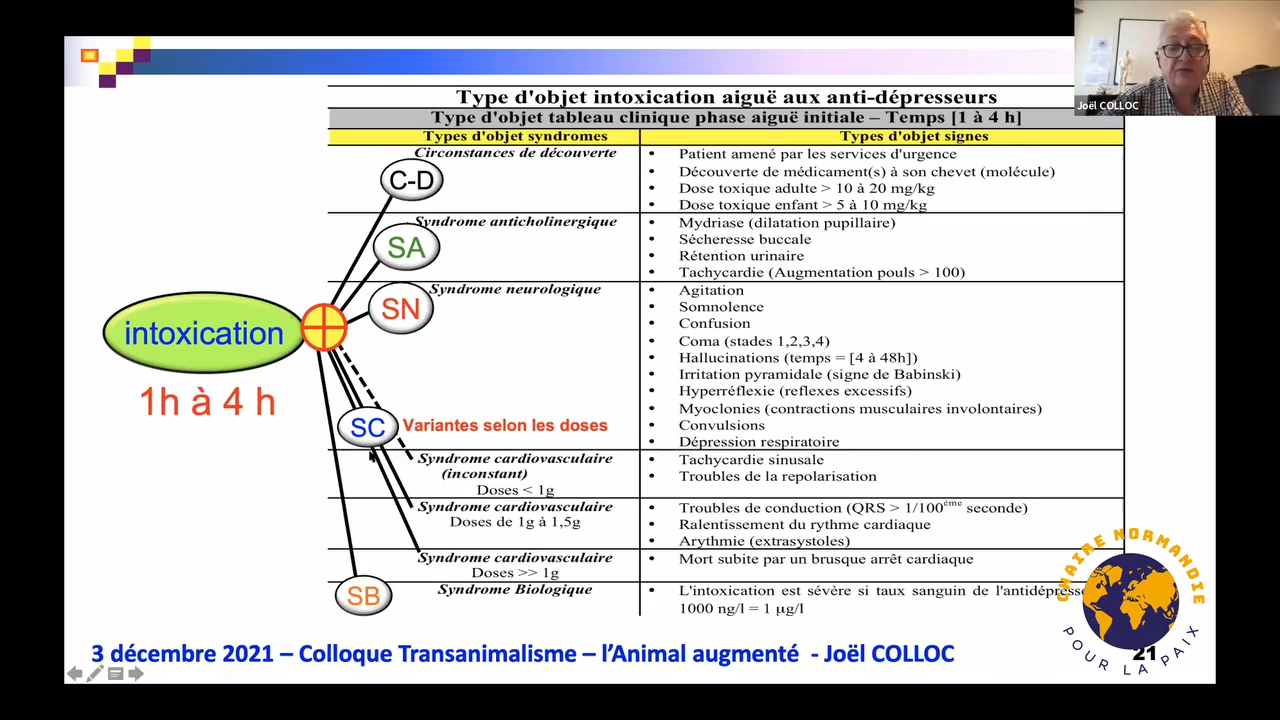 Joël COLLOC
Type d'objet intoxication aiguë aux anti-dépresseurs
Type d'objet tableau clinique phase aiguë initiale – Temps [1 à 4 h]
Types d'objet syndromes
Types d'objet signes
Circonstances de découverte
C-D
• Patient amené par les services d'urgence
• Découverte de médicament(s) à son chevet (molécule)
• Dose toxique adulte > 10 à 20 mg/kg
• Dose toxique enfant > 5 à 10 mg/kg
Syndrome anticholinergique
SA
• Mydriase (dilatation pupillaire)
• Sécheresse buccale
• Rétention urinaire
• Tachycardie (Augmentation pouls > 100)
Syndrome neurologique
SN
• Agitation
• Somnolence
• Confusion
• Coma (stades 1,2,3,4)
• Hallucinations (temps = [4 à 48h])
• Irritation pyramidale (signe de Babinski)
• Hyperréflexie (reflexes excessifs)
• Myoclonies (contractions musculaires involontaires)
• Convulsions
• Dépression respiratoire
intoxication
1h à 4 h
SC
Variantes selon les doses
Syndrome cardiovasculaire
(inconstant)
Doses < 1g
• Tachycardie sinusale
• Troubles de la repolarisation
Syndrome cardiovasculaire
Doses de 1g à 1,5g
• Troubles de conduction (QRS > 1/100ème seconde)
• Ralentissement du rythme cardiaque
• Arythmie (extrasystoles)
Syndrome cardiovasculaire
Doses >> 1g
• Mort subite par un brusque arrêt cardiaque
Syndrome Biologique
SB
• L'intoxication est sévère si taux sanguin de l'antidépresse
1000 ng/l = 1 µg/l
CHAIRE NORMANDIE
POUR LA PAIX
3 décembre 2021 – Colloque Transanimalisme – l'Animal augmenté - Joël COLLOC
21